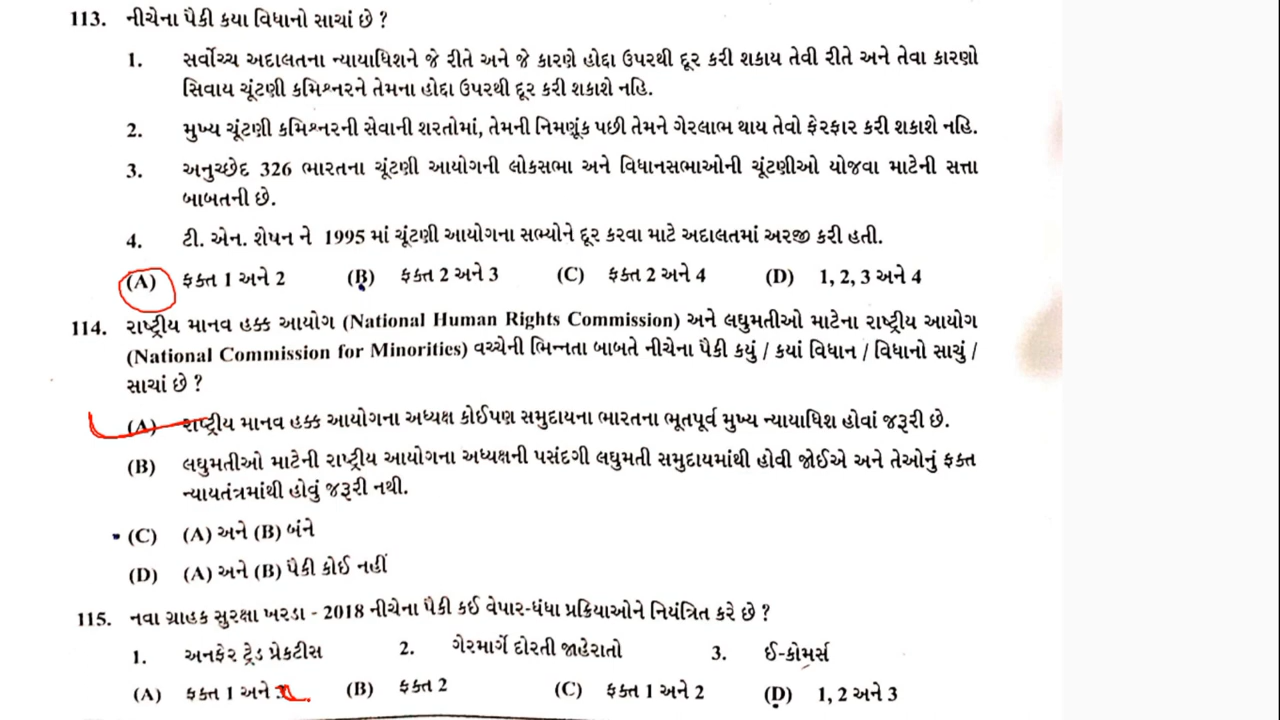 113. નીચેના પૈકી કયા વિધાનો સાચાં છે ?
1. સર્વોચ્ચ અદાલતના ન્યાયાધિશને જે રીતે અને જે કારણે હોદ્દા ઉપરથી દૂર કરી શકાય તેવી રીતે અને તેવા કારણો
સિવાય ચૂંટણી કમિશ્નરને તેમના હોદ્દા ઉપરથી દૂર કરી શકાશે નહિ.
2. મુખ્ય ચૂંટણી કમિશ્નરની સેવાની શરતોમાં, તેમની નિમણૂંક પછી તેમને ગેરલાભ થાય તેવો ફેરફાર કરી શકાશે નહિ.
3. અનુચ્છેદ 326 ભારતના ચૂંટણી આયોગની લોકસભા અને વિધાનસભાઓની ચૂંટણીઓ યોજવા માટેની સત્તા
બાબતની છે.
4. ટી. એન. શેષન ને 1995 માં ચૂંટણી આયોગના સભ્યોને દૂર કરવા માટે અદાલતમાં અરજી કરી હતી.
(A) ફક્ત 1 અને 2 (B) ફક્ત 2 અને 3 (C) ફક્ત 2 અને 4 (D) 1, 2, 3 અને 4
114. રાષ્ટ્રીય માનવ હક્ક આયોગ (National Human Rights Commission) અને લઘુમતીઓ માટેના રાષ્ટ્રીય આયોગ
(National Commission for Minorities) વચ્ચેની ભિન્નતા બાબતે નીચેના પૈકી કયું / કયાં વિધાન / વિધાનો સાચું /
સાચાં છે ?
(A) રાષ્ટ્રીય માનવ હક્ક આયોગના અધ્યક્ષ કોઈપણ સમુદાયના ભારતના ભૂતપૂર્વ મુખ્ય ન્યાયાધિશ હોવાં જરૂરી છે.
(B) લઘુમતીઓ માટેની રાષ્ટ્રીય આયોગના અધ્યક્ષની પસંદગી લઘુમતી સમુદાયમાંથી હોવી જોઈએ અને તેઓનું ફક્ત
ન્યાયતંત્રમાંથી હોવું જરૂરી નથી.
(C) (A) અને (B) બંને
(D) (A) અને (B) પૈકી કોઈ નહીં
115. નવા ગ્રાહક સુરક્ષા ખરડા - 2018 નીચેના પૈકી કઈ વેપાર-ધંધા પ્રક્રિયાઓને નિયંત્રિત કરે છે ?
1. અનફેર ટ્રેડ પ્રેકટીસ 2. ગેરમાર્ગે દોરતી જાહેરાતો 3. ઈ-કોમર્સ
(A) ફક્ત 1 અને (B) ફક્ત 2 (C) ફક્ત 1 અને 2 (D) 1, 2 અને 3